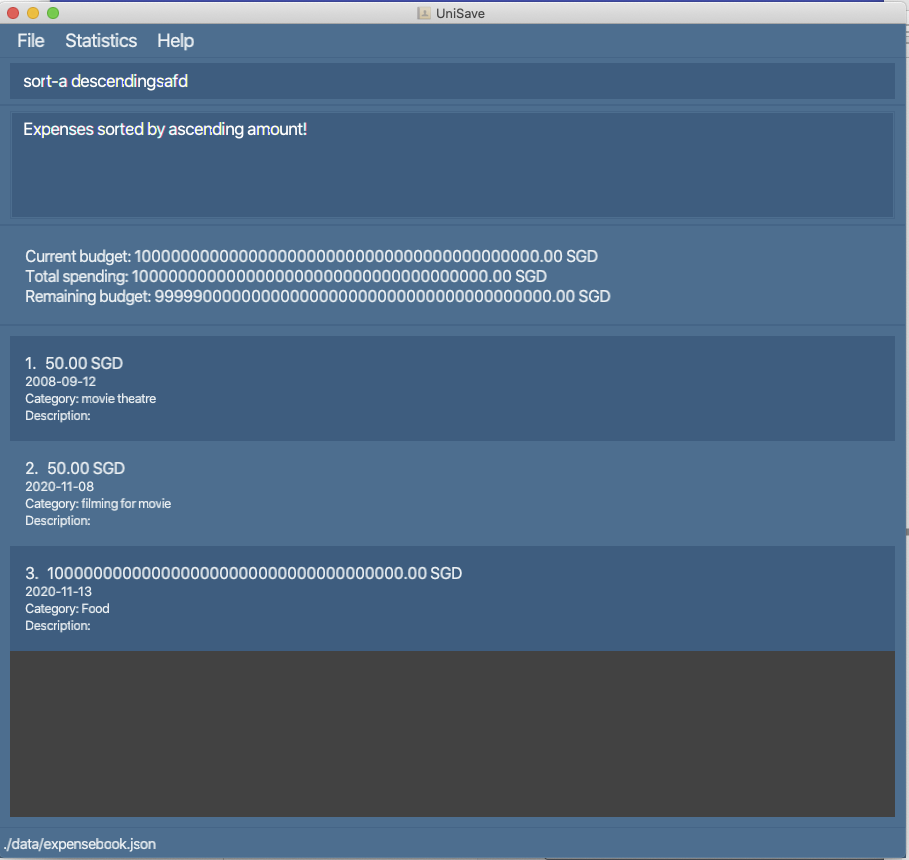 UniSave
File Statistics Help
sort-a descendingsafd
Expenses sorted by ascending amount!
Current budget: 100000000000000000000000000000000000000000.00 SGD
Total spending: 1000000000000000000000000000000000000.00 SGD
Remaining budget: 99999000000000000000000000000000000000000.00 SGD
1. 50.00 SGD
2008-09-12
Category: movie theatre
Description:
2. 50.00 SGD
2020-11-08
Category: filming for movie
Description:
3. 1000000000000000000000000000000000000.00 SGD
2020-11-13
Category: Food
Description:
./data/expensebook.json